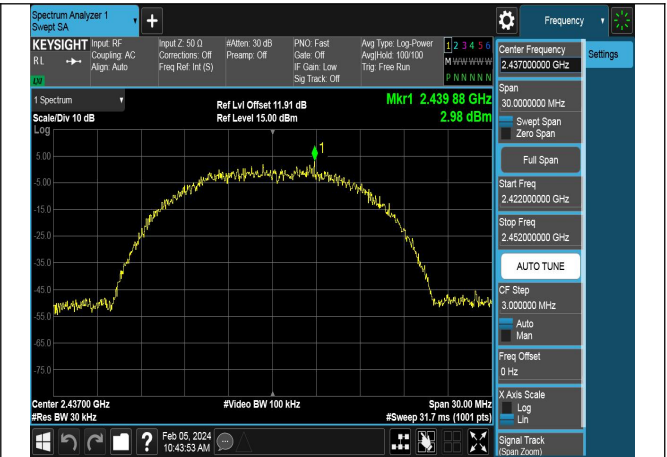 Spectrum Analyzer 1
Swept SA
+
Frequency
KEYSIGHT
RL
Input: RF
Coupling: AC
Align: Auto
Input Z: 50 Ω
Corrections: Off
Freq Ref: Int (S)
#Atten: 30 dB
Preamp: Off
PNO: Fast
Gate: Off
IF Gain: Low
Sig Track: Off
Avg Type: Log-Power
Avg|Hold: 100/100
Trig: Free Run
1 2 3 4 5 6
M W W W W W
P N N N N N
LXI
1 Spectrum
Scale/Div 10 dB
Log
Ref Lvl Offset 11.91 dB
Ref Level 15.00 dBm
Mkr1 2.439 88 GHz
2.98 dBm
1
5.00
-5.00
-15.0
-25.0
-35.0
-45.0
-55.0
-65.0
-75.0
Center 2.43700 GHz
#Res BW 30 kHz
#Video BW 100 kHz
Span 30.00 MHz
#Sweep 31.7 ms (1001 pts)
Feb 05, 2024
10:43:53 AM
?
Center Frequency
2.437000000 GHz
Settings
Span
30.0000000 MHz
Swept Span
Zero Span
Full Span
Start Freq
2.422000000 GHz
Stop Freq
2.452000000 GHz
AUTO TUNE
CF Step
3.000000 MHz
Auto
Man
Freq Offset
0 Hz
X Axis Scale
Log
Lin
Signal Track
(Span Zoom)